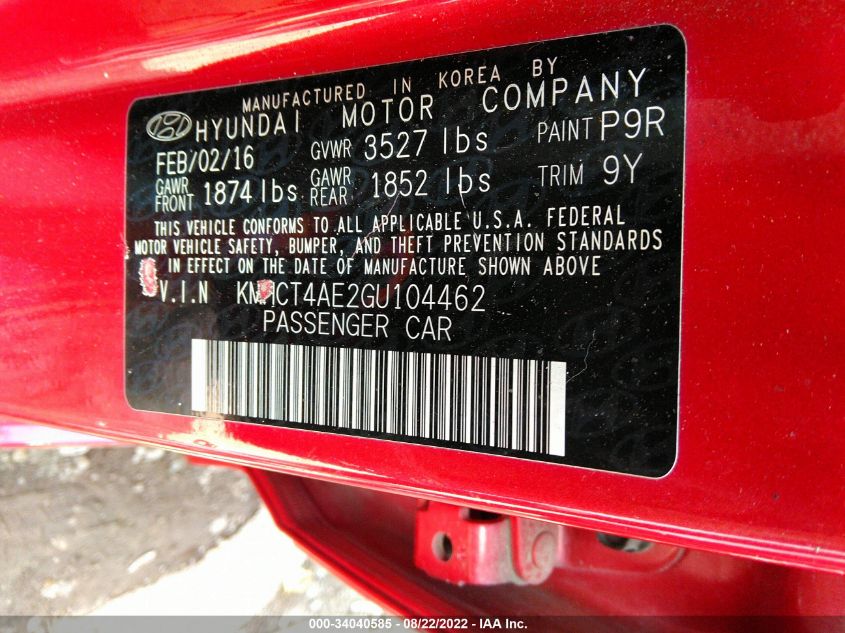 MANUFACTURED IN KOREA BY
HYUNDAI MOTOR COMPANY
FEB/02/16 GVWR 3527 lbs PAINT P9R
GAWR FRONT 1874 lbs GAWR REAR 1852 lbs TRIM 9Y
THIS VEHICLE CONFORMS TO ALL APPLICABLE U.S.A. FEDERAL
MOTOR VEHICLE SAFETY, BUMPER, AND THEFT PREVENTION STANDARDS
IN EFFECT ON THE DATE OF MANUFACTURE SHOWN ABOVE
V.I.N KMHCT4AE2GU104462
PASSENGER CAR
000-34040585 - 08/22/2022 - IAA Inc.